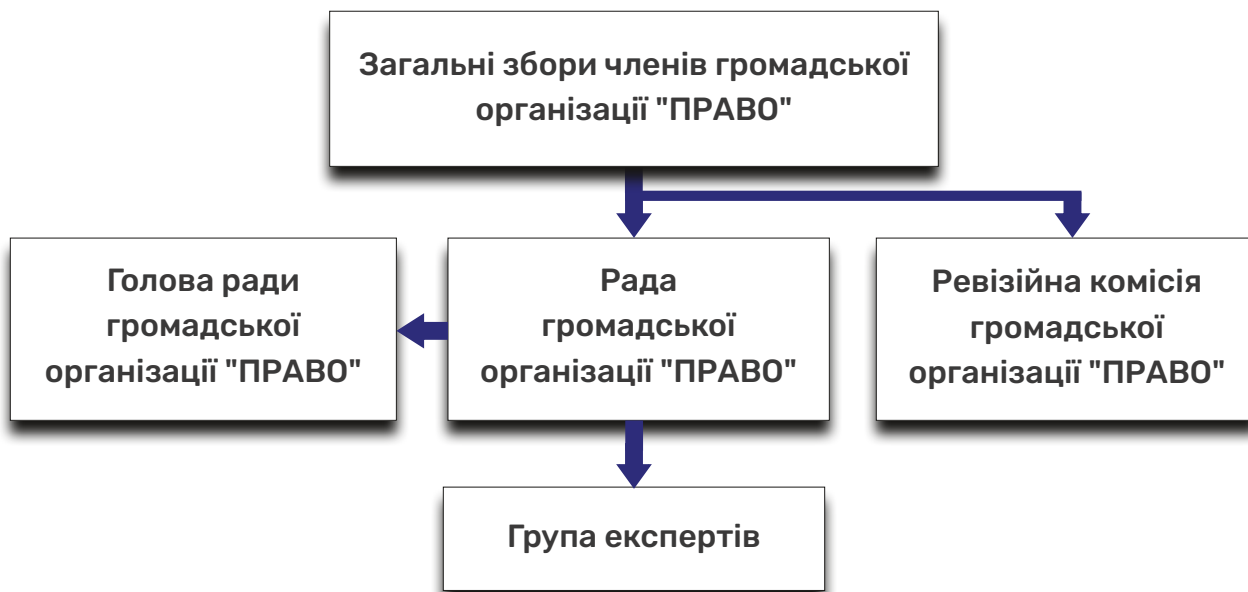 Загальні збори членів громадської
організації "ПРАВО"
Голова ради
громадської
організації "ПРАВО"
Рада
громадської
організації "ПРАВО"
Ревізійна комісія
громадської
організації "ПРАВО"
Група експертів